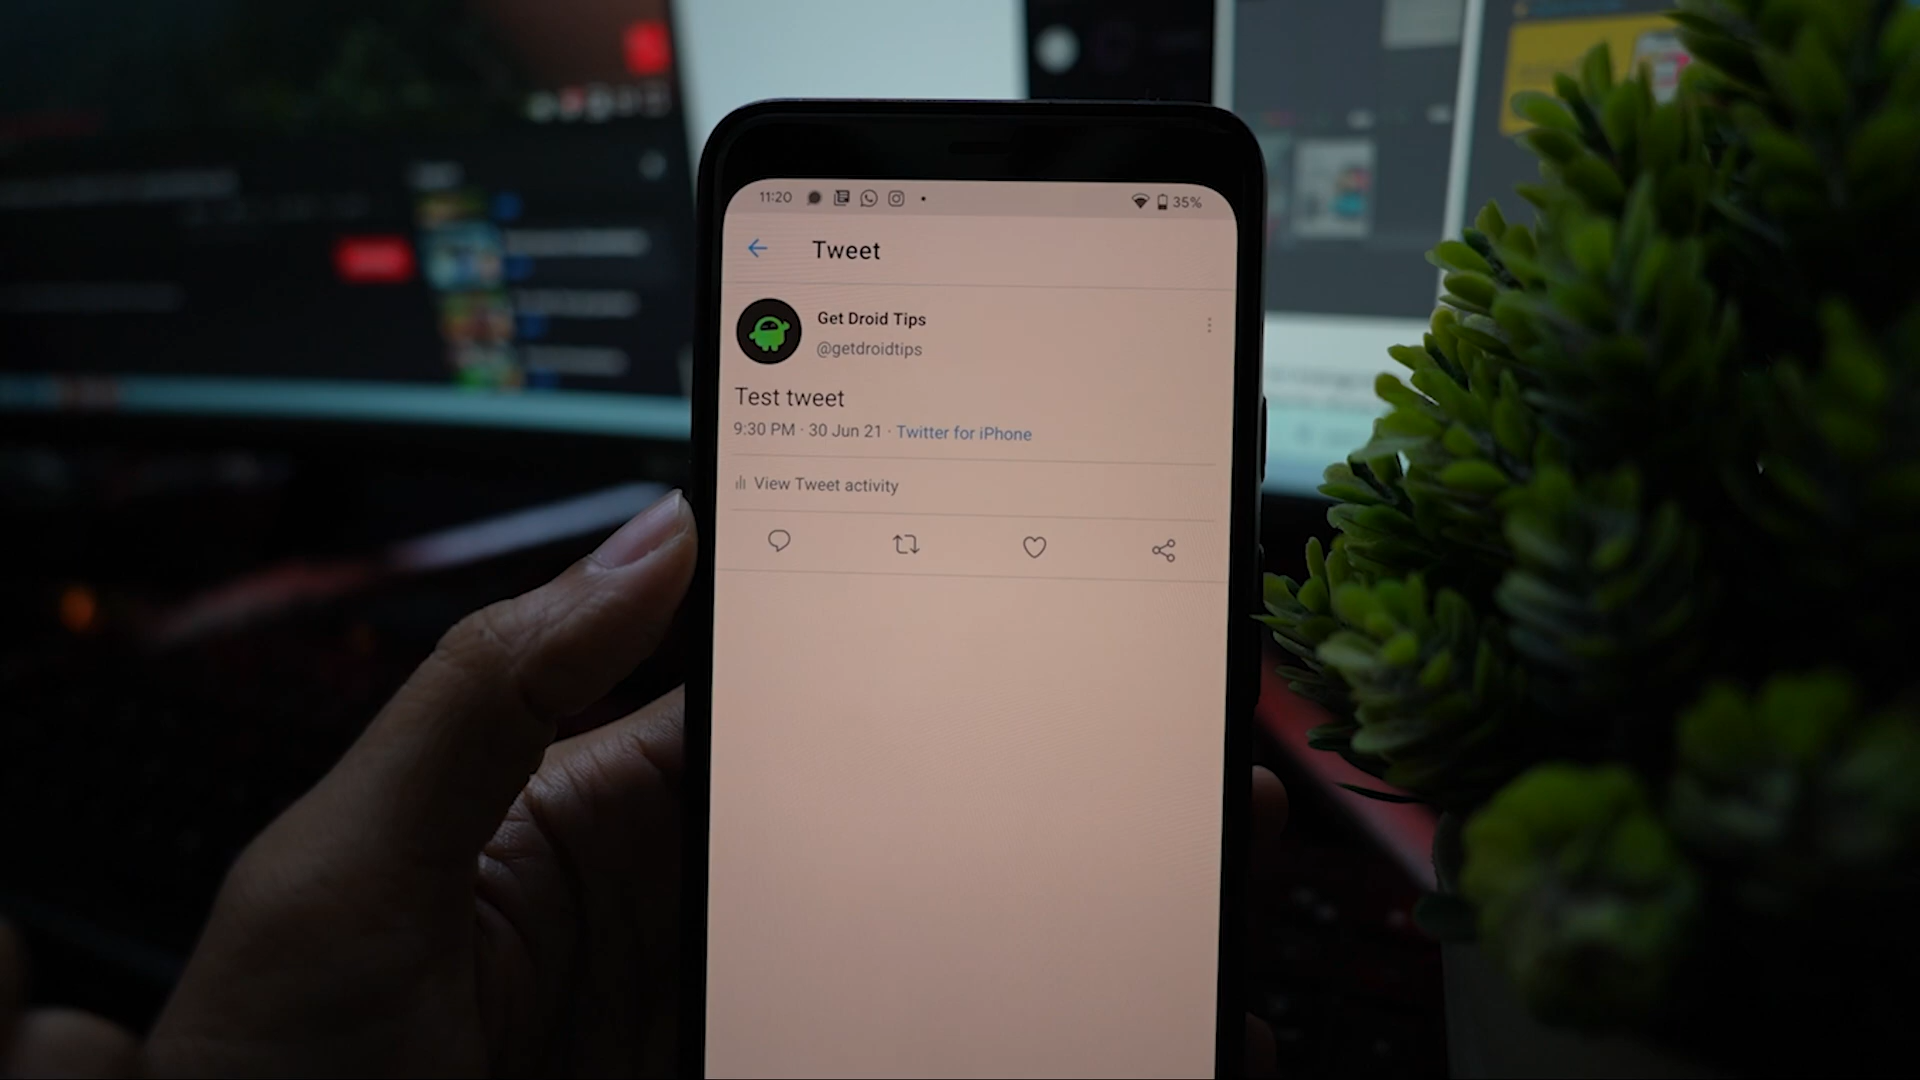 11:20 35%
Tweet
Get Droid Tips
@getdroidtips
Test tweet
9:30 PM · 30 Jun 21 · Twitter for iPhone
View Tweet activity